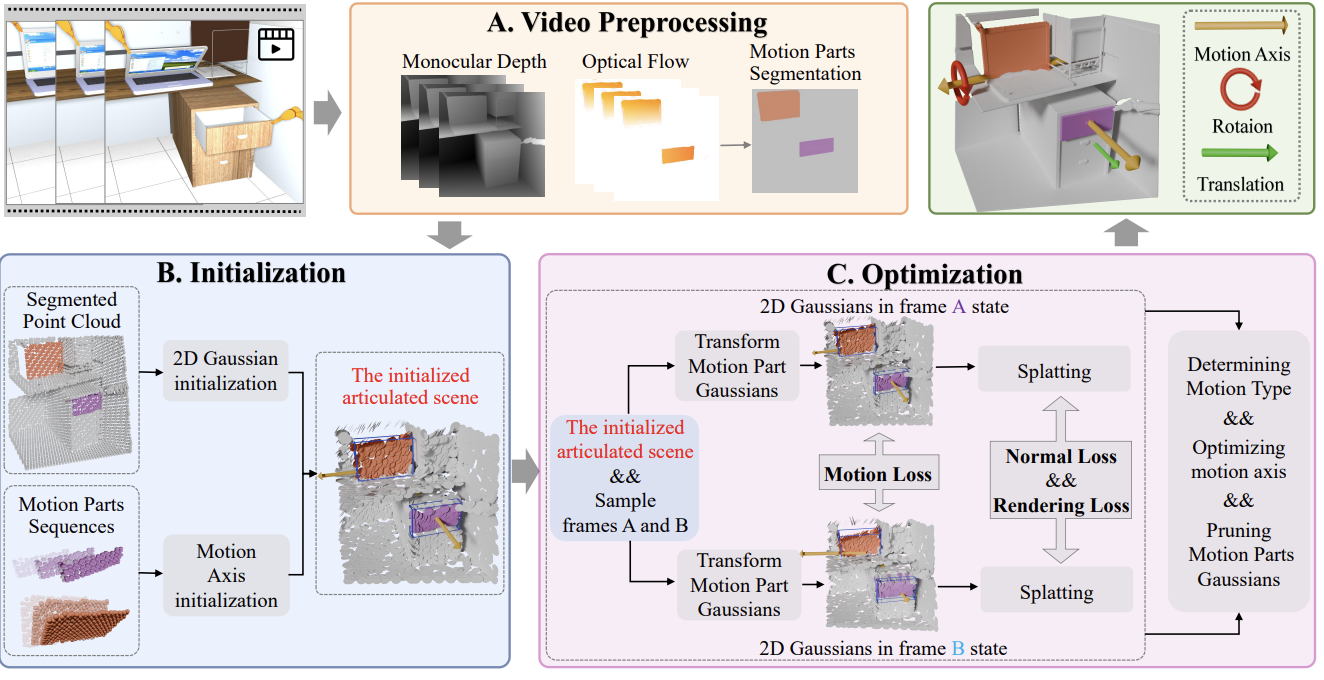 A. Video Preprocessing
Monocular Depth
Optical Flow
Motion Parts
Segmentation
Motion Axis
Rotaion
Translation
B. Initialization
Segmented
Point Cloud
2D Gaussian
initialization
Motion Parts
Sequences
Motion
Axis
initialization
The initialized
articulated scene
C. Optimization
2D Gaussians in frame A state
The initialized
articulated scene
&&
Sample
frames A and B
Transform
Motion Part
Gaussians
Splatting
Motion Loss
Normal Loss
&&
Rendering Loss
Transform
Motion Part
Gaussians
Splatting
2D Gaussians in frame B state
Determining
Motion Type
&&
Optimizing
motion axis
&&
Pruning
Motion Parts
Gaussians